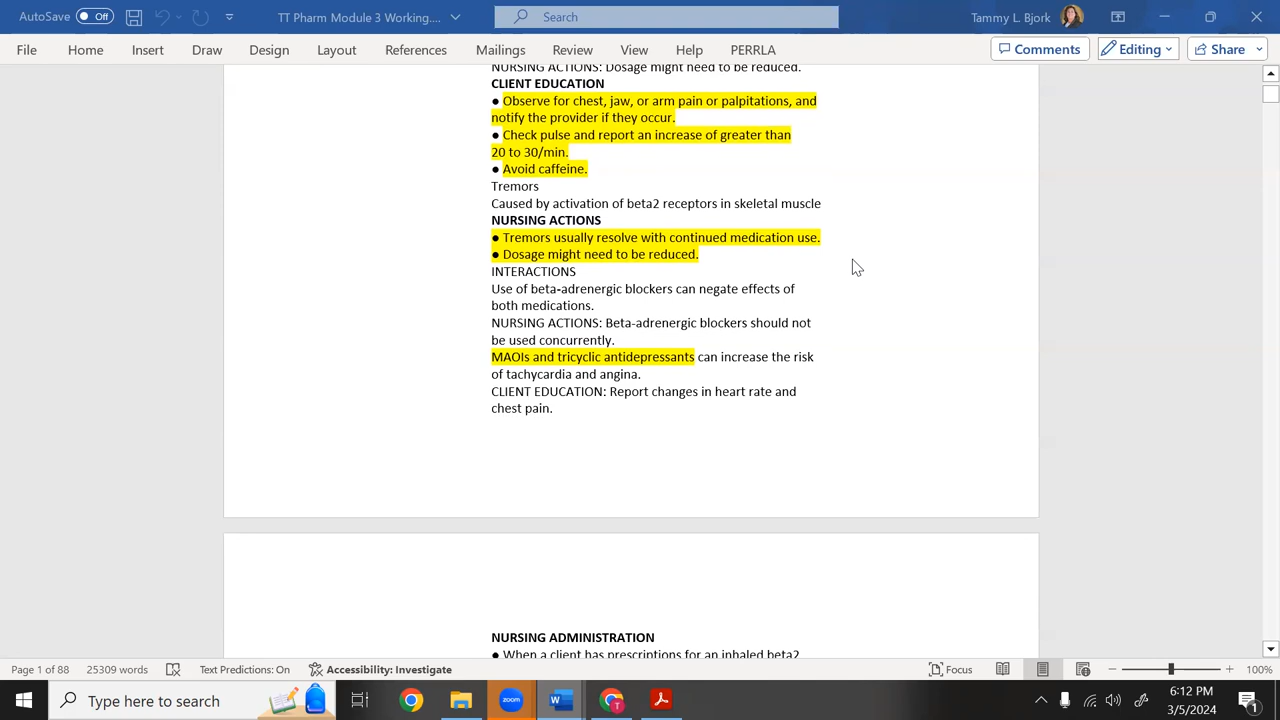 AutoSave Off TT Pharm Module 3 Working.... Search Tammy L. Bjork
File Home Insert Draw Design Layout References Mailings Review View Help PERRLA Comments Editing Share
NURSING ACTIONS: Dosage might need to be reduced.
CLIENT EDUCATION
● Observe for chest, jaw, or arm pain or palpitations, and
notify the provider if they occur.
● Check pulse and report an increase of greater than
20 to 30/min.
● Avoid caffeine.
Tremors
Caused by activation of beta2 receptors in skeletal muscle
NURSING ACTIONS
● Tremors usually resolve with continued medication use.
● Dosage might need to be reduced.
INTERACTIONS
Use of beta-adrenergic blockers can negate effects of
both medications.
NURSING ACTIONS: Beta-adrenergic blockers should not
be used concurrently.
MAOIs and tricyclic antidepressants can increase the risk
of tachycardia and angina.
CLIENT EDUCATION: Report changes in heart rate and
chest pain.
NURSING ADMINISTRATION
● When a client has prescriptions for an inhaled beta2
Page 1 of 88 25309 words Text Predictions: On Accessibility: Investigate Focus 100%
Type here to search zoom W T 6:12 PM
3/5/2024 1